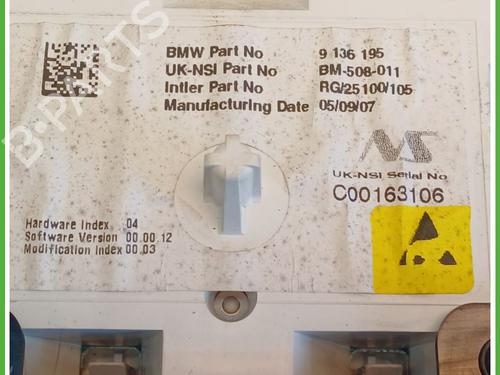 BMW Part No 9 136 195
UK-NSI Part No BM-508-011
Intler Part No RG/25100/105
Manufacturing Date 05/09/07
NS
UK-NSI Serial No
C00163106
Hardware Index 04
Software Version 00.00.12
Modification Index 00.03
B-PARTS